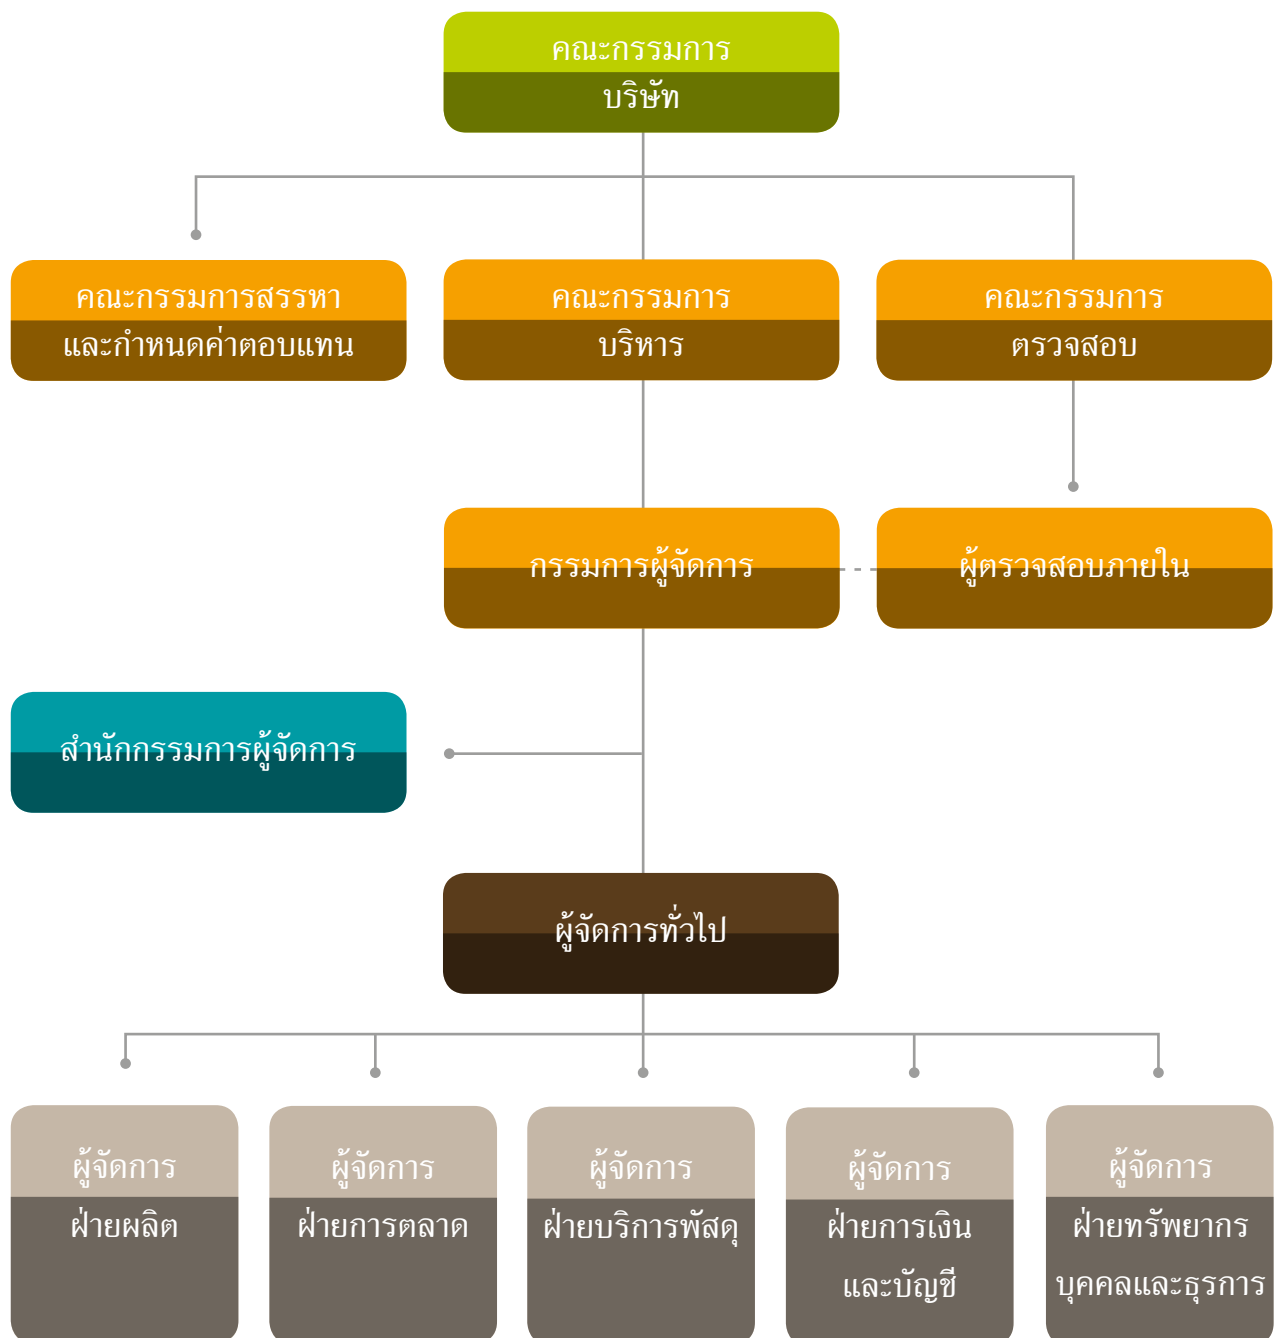 คณะกรรมการ
บริษัท
คณะกรรมการสรรหา
และกำหนดค่าตอบแทน
คณะกรรมการ
บริหาร
คณะกรรมการ
ตรวจสอบ
กรรมการผู้จัดการ
ผู้ตรวจสอบภายใน
สำนักกรรมการผู้จัดการ
ผู้จัดการทั่วไป
ผู้จัดการ
ฝ่ายผลิต
ผู้จัดการ
ฝ่ายการตลาด
ผู้จัดการ
ฝ่ายบริการพัสดุ
ผู้จัดการ
ฝ่ายการเงิน
และบัญชี
ผู้จัดการ
ฝ่ายทรัพยากร
บุคคลและธุรการ